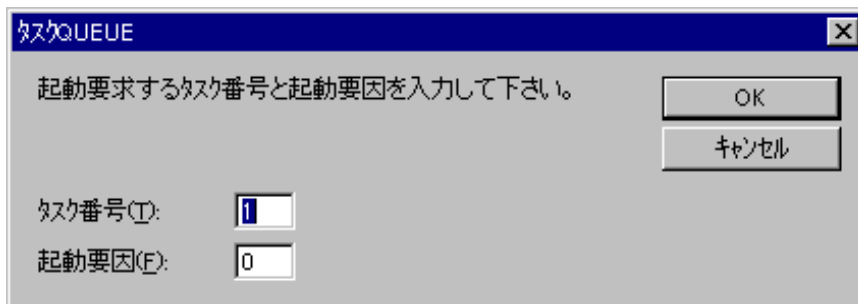 ﾀｽｸQUEUE
起動要求するﾀｽｸ番号と起動要因を入力して下さい。
OK
ｷｬﾝｾﾙ
ﾀｽｸ番号(T): 1
起動要因(F): 0